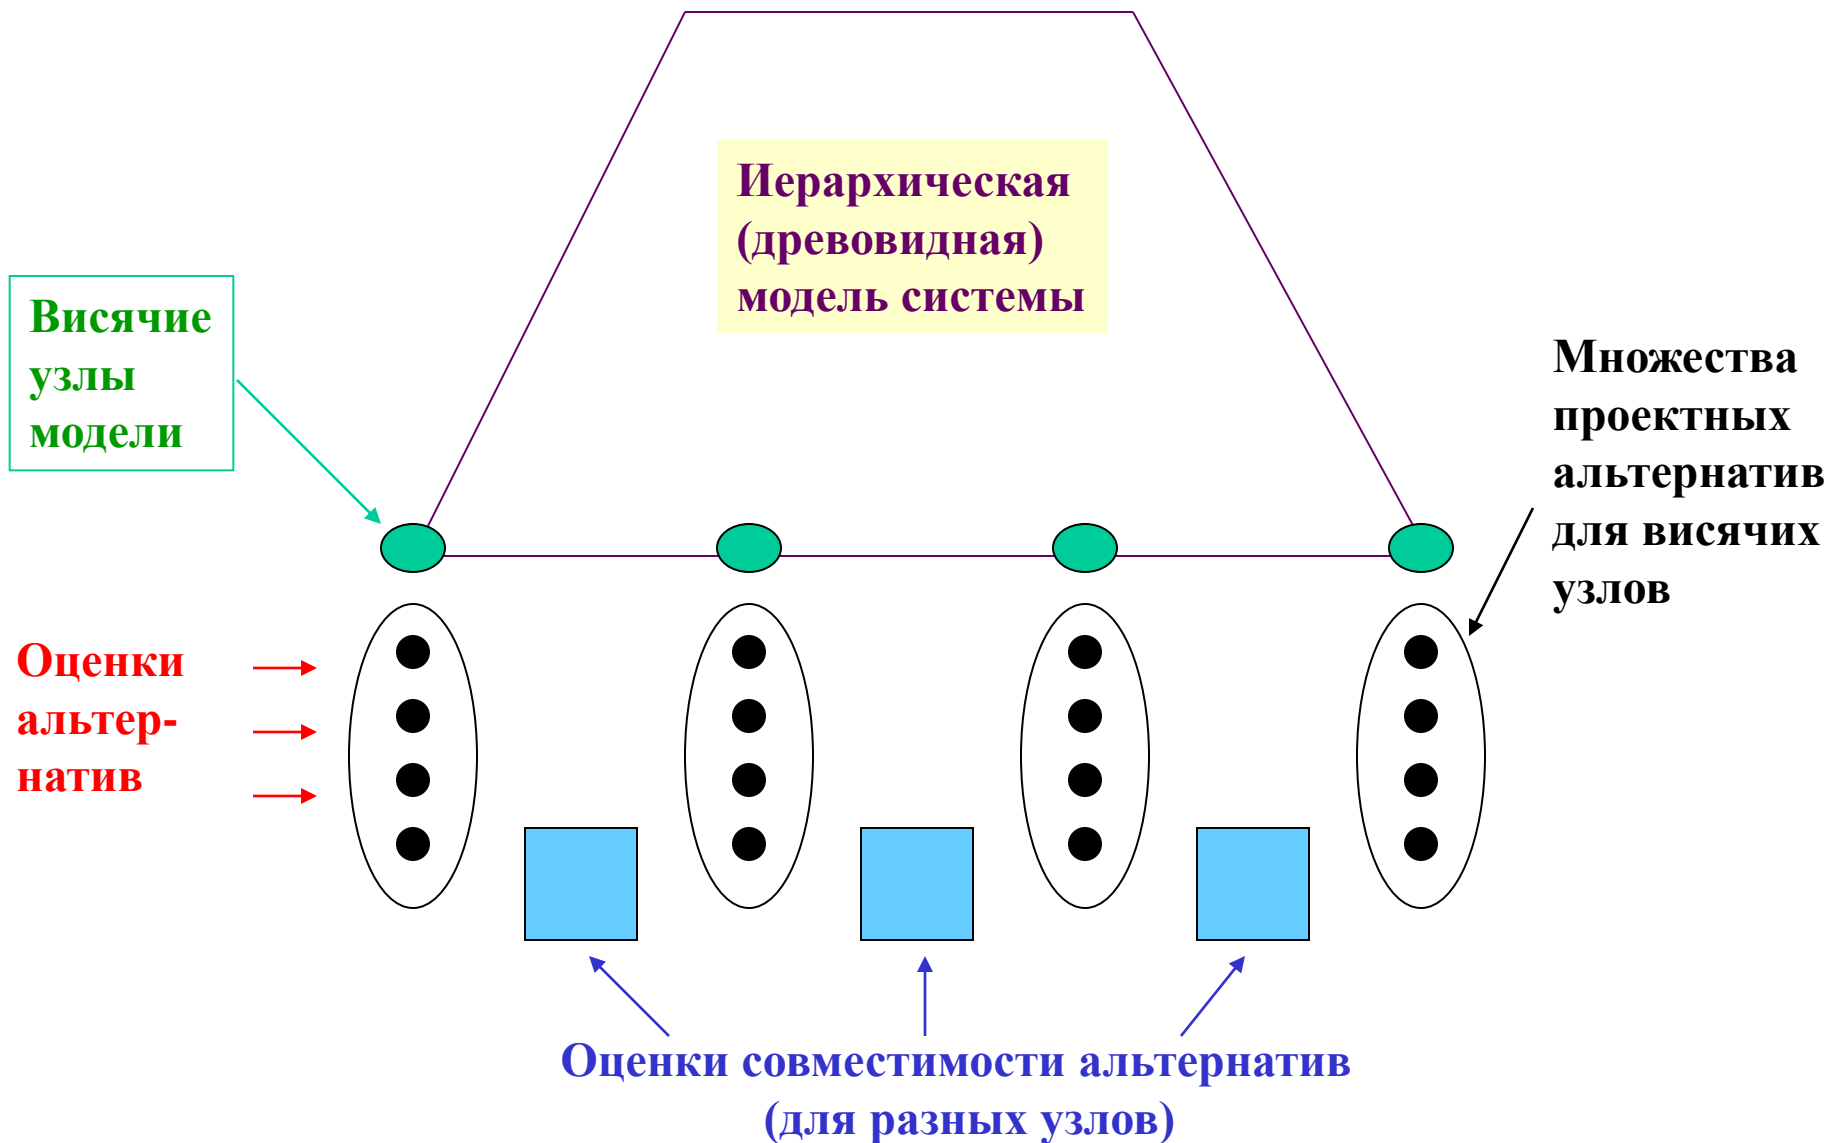 Иерархическая
(древовидная)
модель системы
Висячие
узлы
модели
Множества
проектных
альтернатив
для висячих
узлов
Оценки
альтер-
натив
Оценки совместимости альтернатив
(для разных узлов)